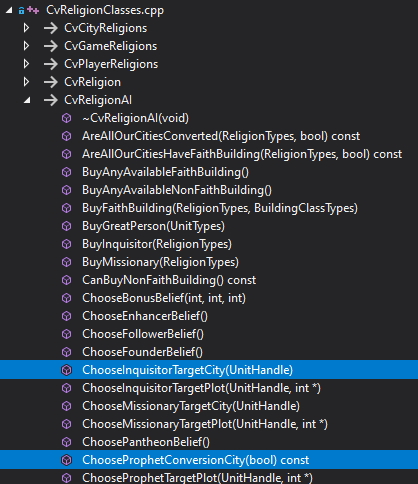 CvReligionClasses.cpp
CvCityReligions
CvGameReligions
CvPlayerReligions
CvReligion
CvReligionAI
~CvReligionAI(void)
AreAllOurCitiesConverted(ReligionTypes, bool) const
AreAllOurCitiesHaveFaithBuilding(ReligionTypes, bool) const
BuyAnyAvailableFaithBuilding()
BuyAnyAvailableNonFaithBuilding()
BuyFaithBuilding(ReligionTypes, BuildingClassTypes)
BuyGreatPerson(UnitTypes)
BuyInquisitor(ReligionTypes)
BuyMissionary(ReligionTypes)
CanBuyNonFaithBuilding() const
ChooseBonusBelief(int, int, int)
ChooseEnhancerBelief()
ChooseFollowerBelief()
ChooseFounderBelief()
ChooseInquisitorTargetCity(UnitHandle)
ChooseInquisitorTargetPlot(UnitHandle, int *)
ChooseMissionaryTargetCity(UnitHandle)
ChooseMissionaryTargetPlot(UnitHandle, int *)
ChoosePantheonBelief()
ChooseProphetConversionCity(bool) const
ChooseProphetTargetPlot(UnitHandle, int *)